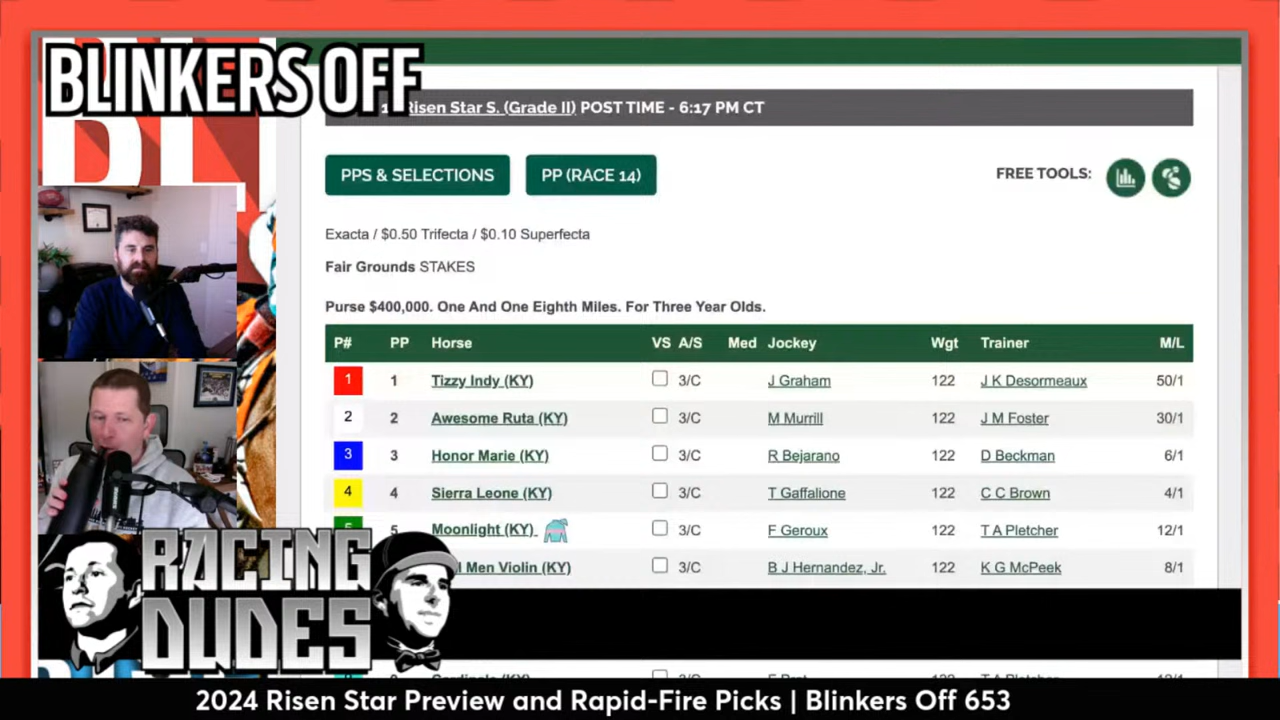 BLINKERS OFF
Risen Star S. (Grade II) POST TIME - 6:17 PM CT
PPS & SELECTIONS PP (RACE 14) FREE TOOLS:
Exacta / $0.50 Trifecta / $0.10 Superfecta
Fair Grounds STAKES
Purse $400,000. One And One Eighth Miles. For Three Year Olds.
P# PP Horse VS A/S Med Jockey Wgt Trainer M/L
1 1 Tizzy Indy (KY) 3/C J Graham 122 J K Desormeaux 50/1
2 2 Awesome Ruta (KY) 3/C M Murrill 122 J M Foster 30/1
3 3 Honor Marie (KY) 3/C R Bejarano 122 D Beckman 6/1
4 4 Sierra Leone (KY) 3/C T Gaffalione 122 C C Brown 4/1
5 5 Moonlight (KY) 3/C F Geroux 122 T A Pletcher 12/1
Men Violin (KY) 3/C B J Hernandez, Jr. 122 K G McPeek 8/1
RACING
DUDES
2024 Risen Star Preview and Rapid-Fire Picks | Blinkers Off 653